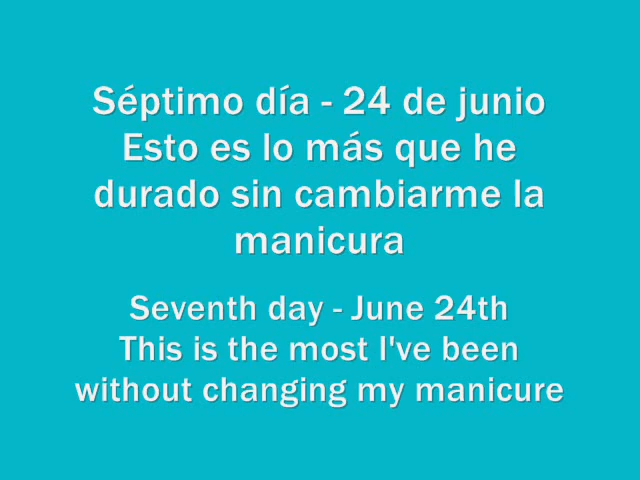 Séptimo día - 24 de junio
Esto es lo más que he
durado sin cambiarme la
manicura
Seventh day - June 24th
This is the most I've been
without changing my manicure